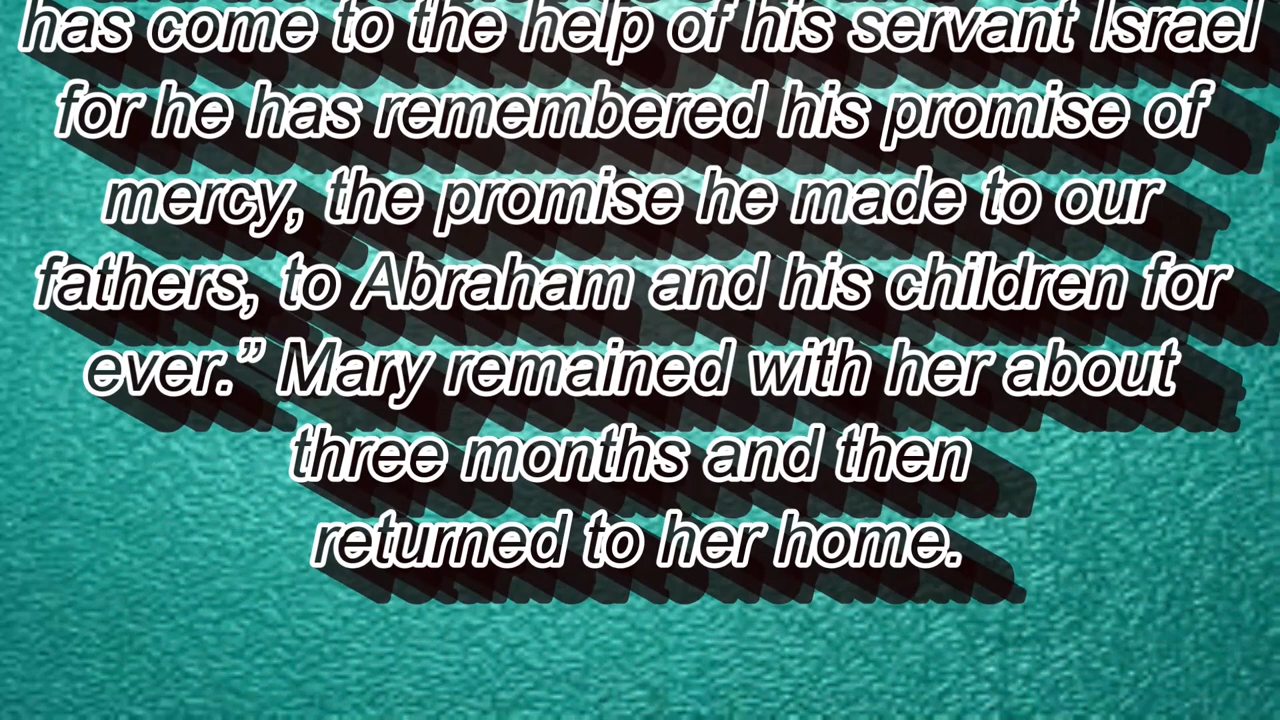 has come to the help of his servant Israel
for he has remembered his promise of
mercy, the promise he made to our
fathers, to Abraham and his children for
ever.” Mary remained with her about
three months and then
returned to her home.